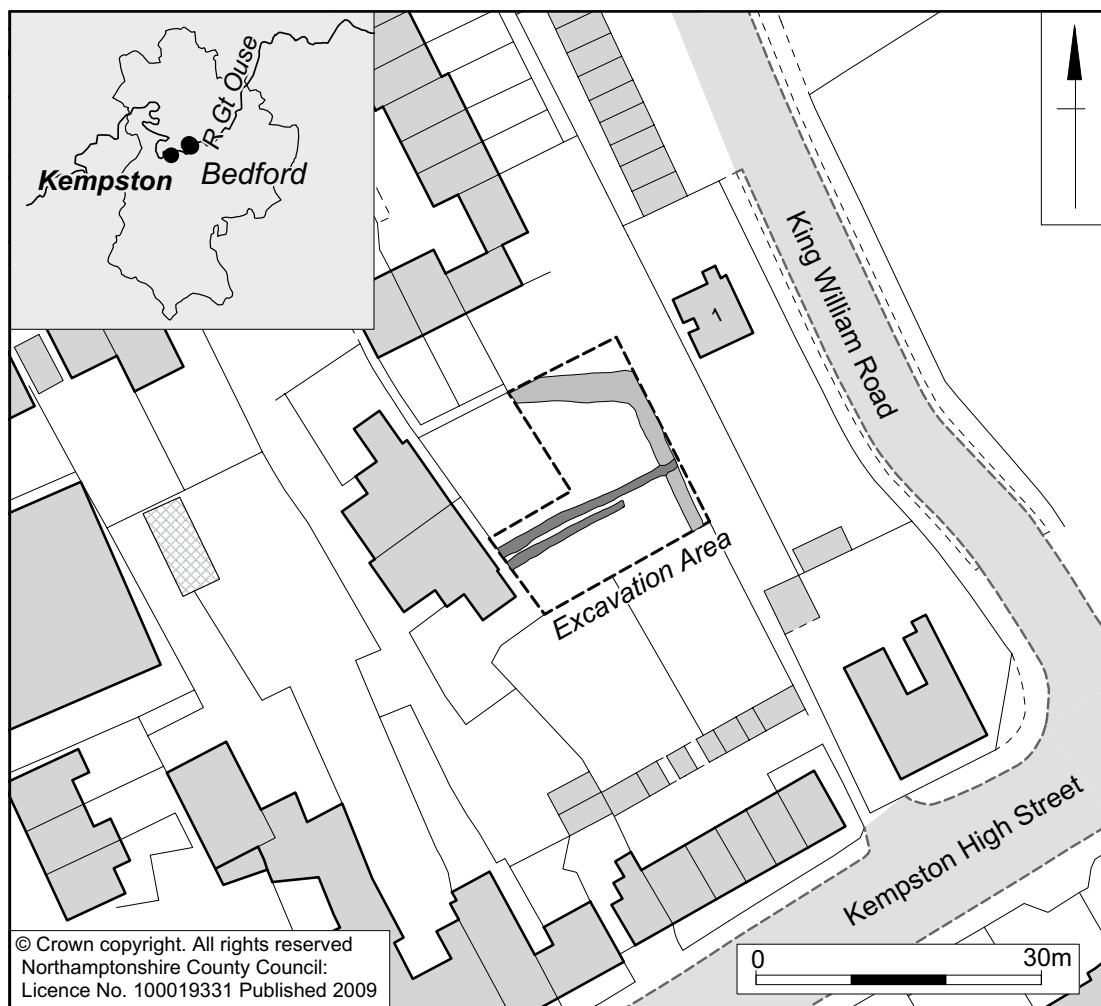 R Gt Ouse
Kempston
Bedford
King William Road
1
Excavation Area
Kempston High Street
© Crown copyright. All rights reserved
Northamptonshire County Council:
Licence No. 100019331 Published 2009
0
30m